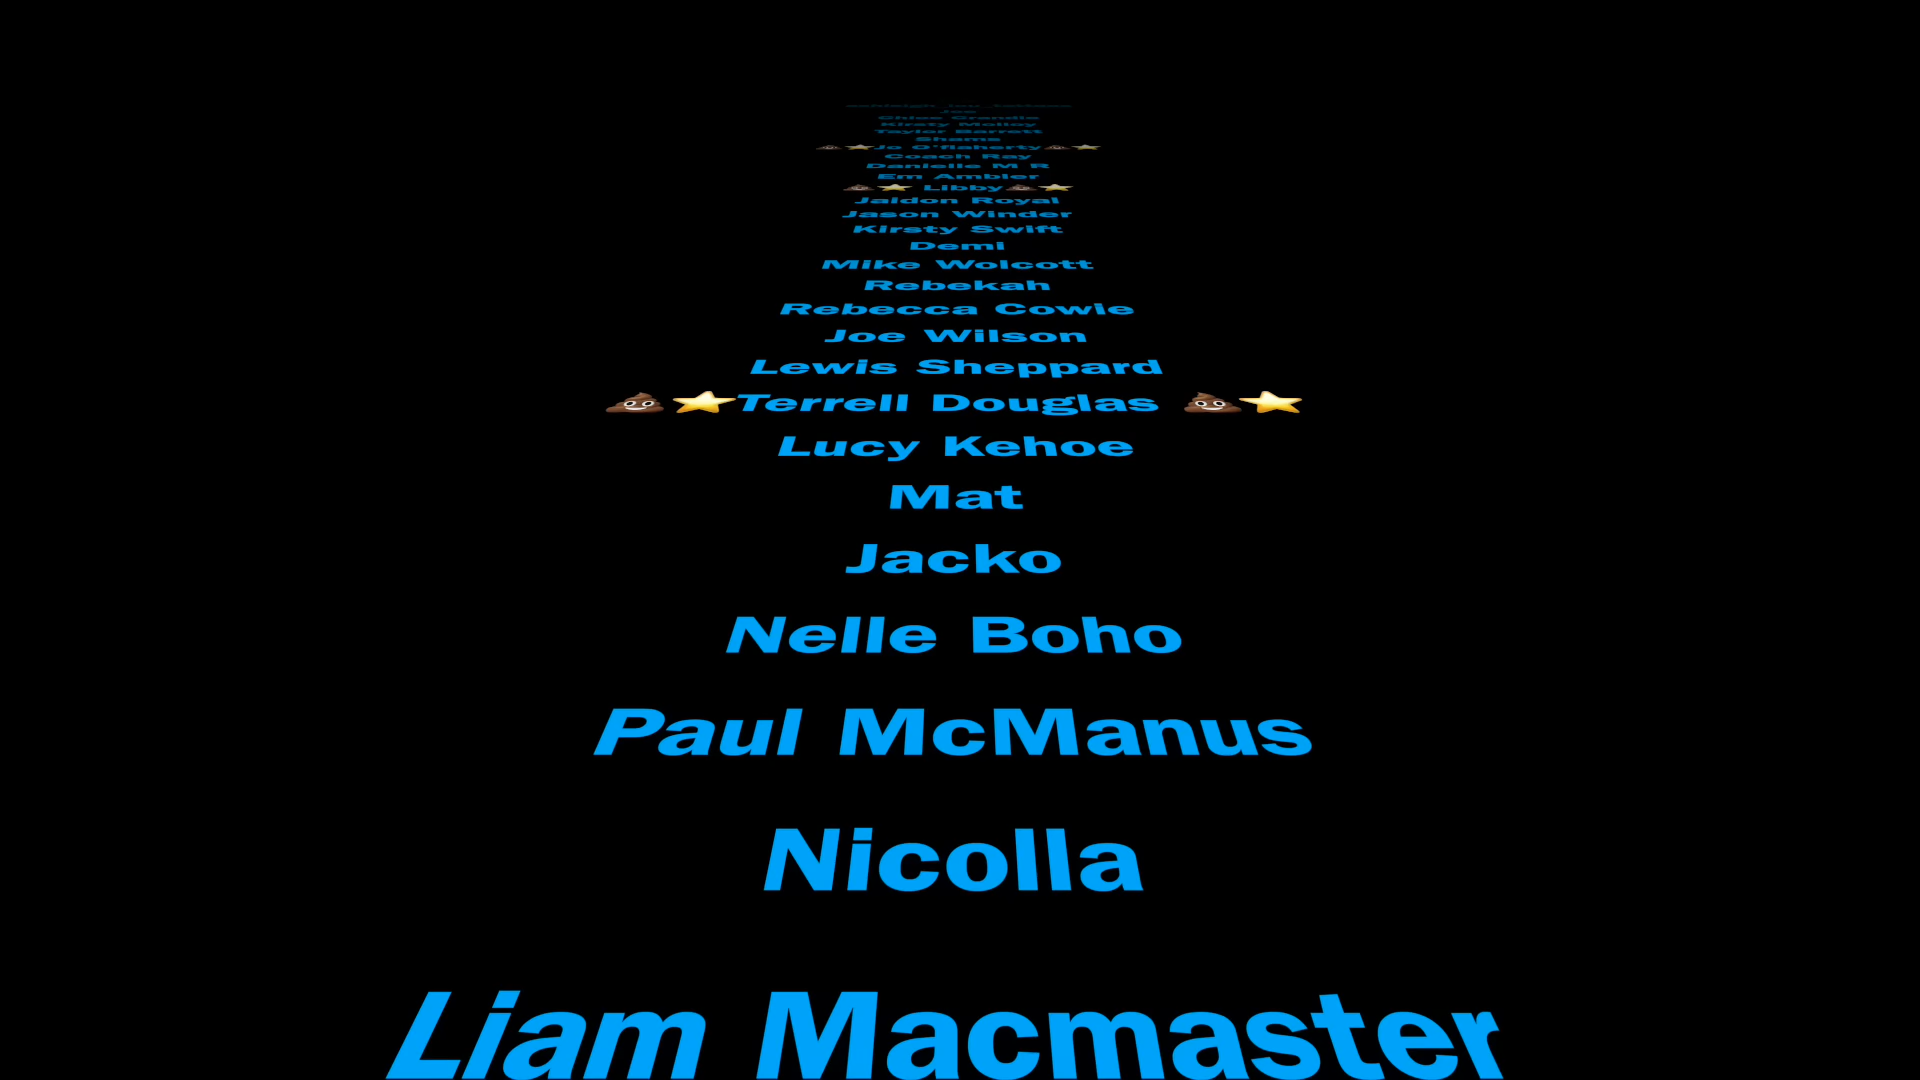 Joe
Chloe Crandle
Kirsty Molloy
Taylor Barrett
Shams
💩⭐Jo O'flaherty💩⭐
Coach Ray
Danielle M R
Em Ambler
💩⭐ Libby💩⭐
Jaidon Royal
Jason Winder
Kirsty Swift
Demi
Mike Wolcott
Rebekah
Rebecca Cowie
Joe Wilson
Lewis Sheppard
💩⭐Terrell Douglas 💩⭐
Lucy Kehoe
Mat
Jacko
Nelle Boho
Paul McManus
Nicolla
Liam Macmaster